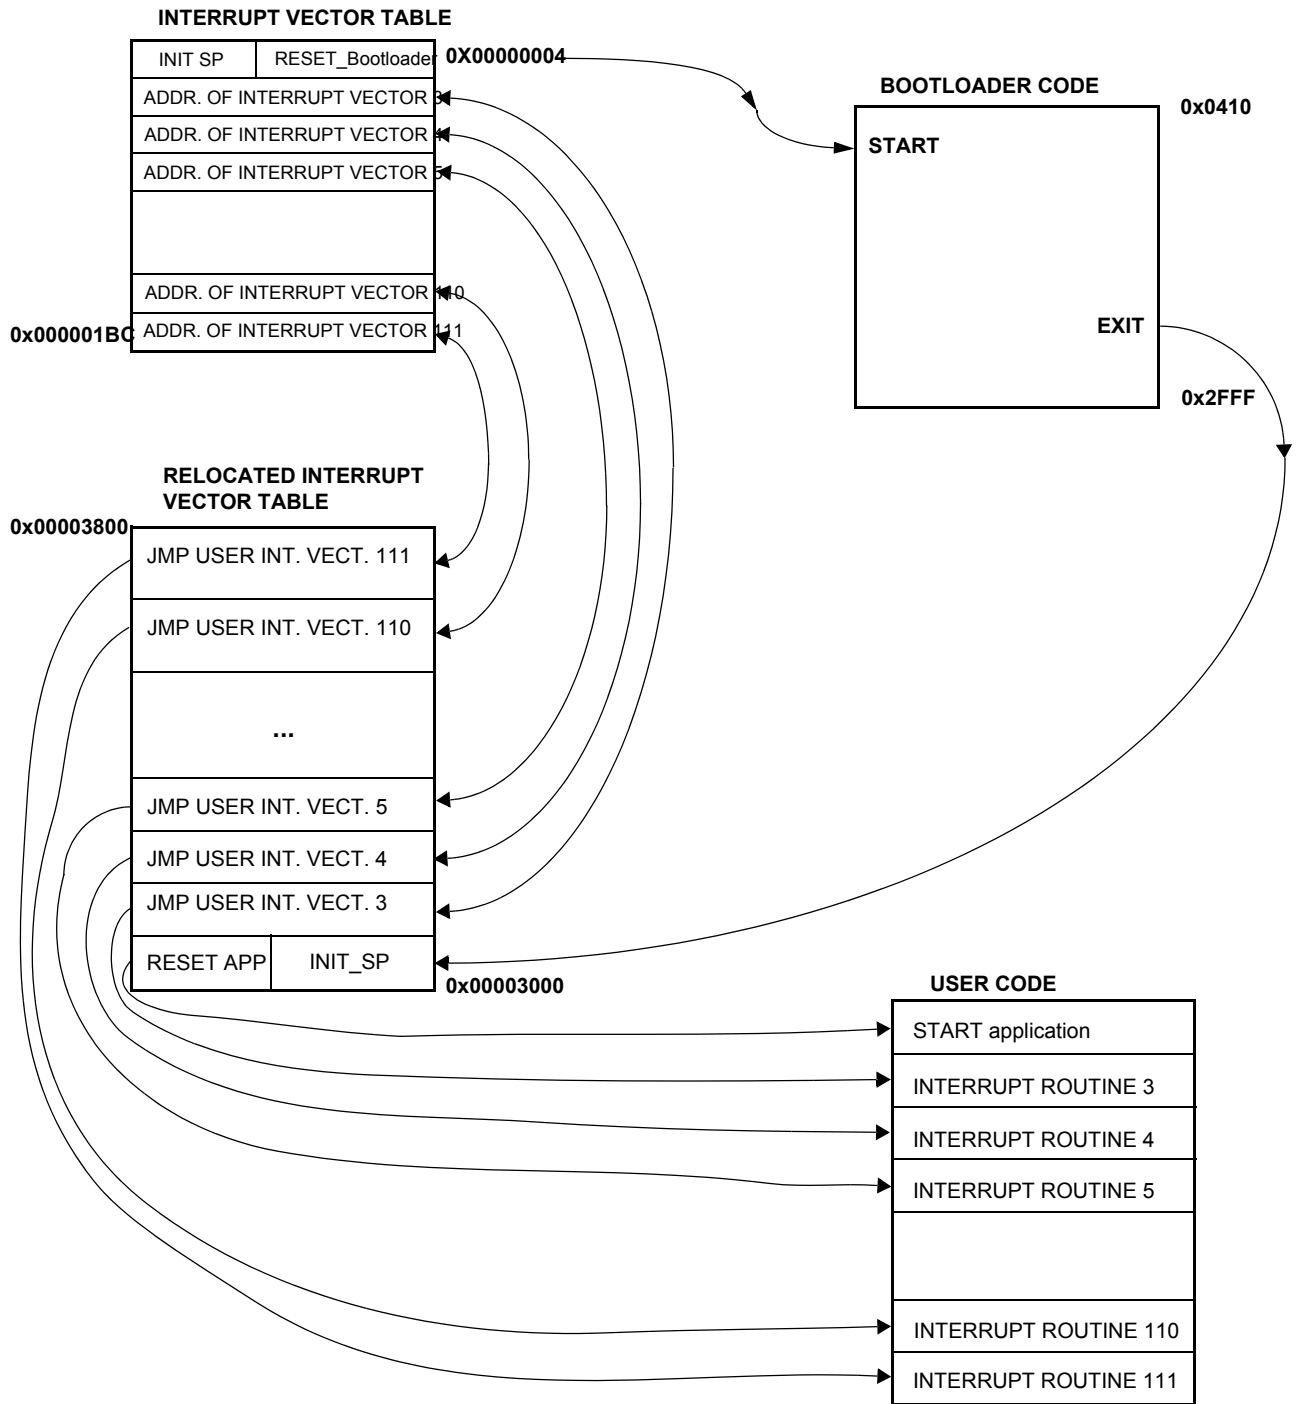 INTERRUPT VECTOR TABLE
INIT SP
RESET_Bootloader
0X00000004
ADDR. OF INTERRUPT VECTOR 3
ADDR. OF INTERRUPT VECTOR 4
ADDR. OF INTERRUPT VECTOR 5
ADDR. OF INTERRUPT VECTOR 110
0x000001BC
ADDR. OF INTERRUPT VECTOR 111
BOOTLOADER CODE
0x0410
START
EXIT
0x2FFF
RELOCATED INTERRUPT
VECTOR TABLE
0x00003800
JMP USER INT. VECT. 111
JMP USER INT. VECT. 110
...
JMP USER INT. VECT. 5
JMP USER INT. VECT. 4
JMP USER INT. VECT. 3
RESET APP
INIT_SP
0x00003000
USER CODE
START application
INTERRUPT ROUTINE 3
INTERRUPT ROUTINE 4
INTERRUPT ROUTINE 5
INTERRUPT ROUTINE 110
INTERRUPT ROUTINE 111